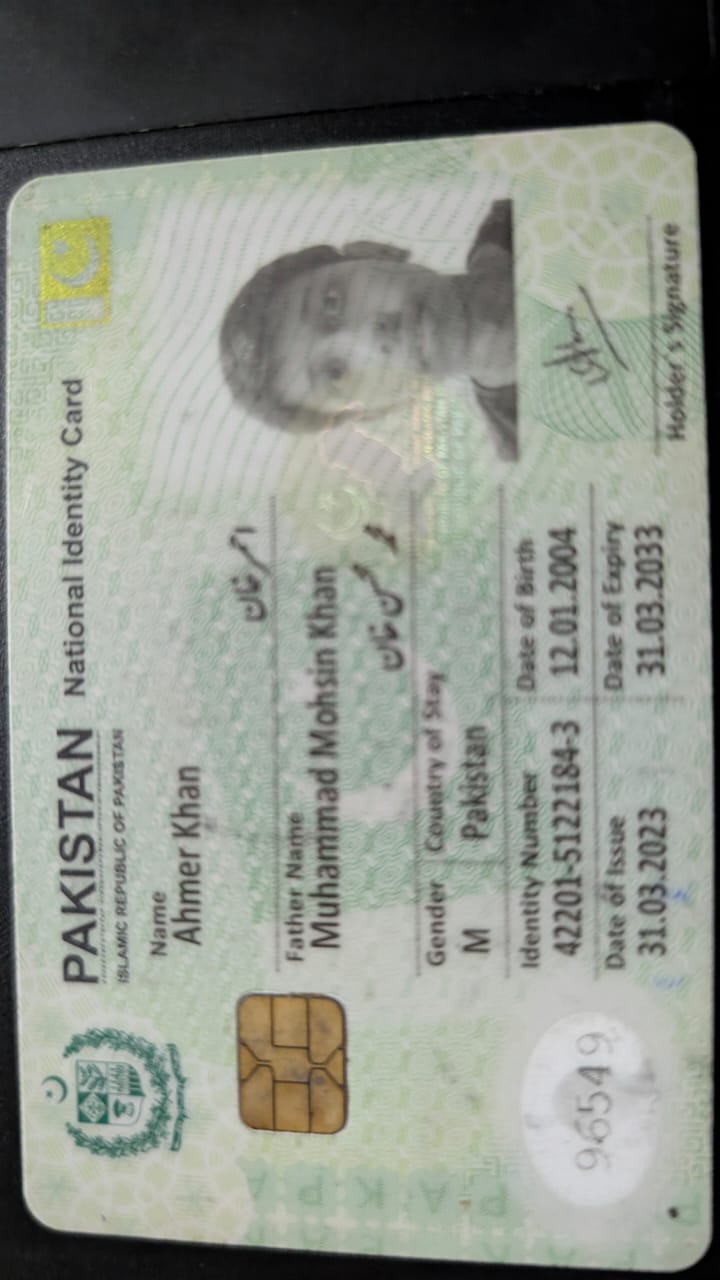 PAKISTAN National Identity Card
ISLAMIC REPUBLIC OF PAKISTAN
Name
Ahmer Khan
احمر خان
Father Name
Muhammad Mohsin Khan
محمد محسن خان
Gender Country of Stay
M Pakistan
Identity Number Date of Birth
42201-5122184-3 12.01.2004
Date of Issue Date of Expiry
31.03.2023 31.03.2033
Holder's Signature
96549
PAK
PAK